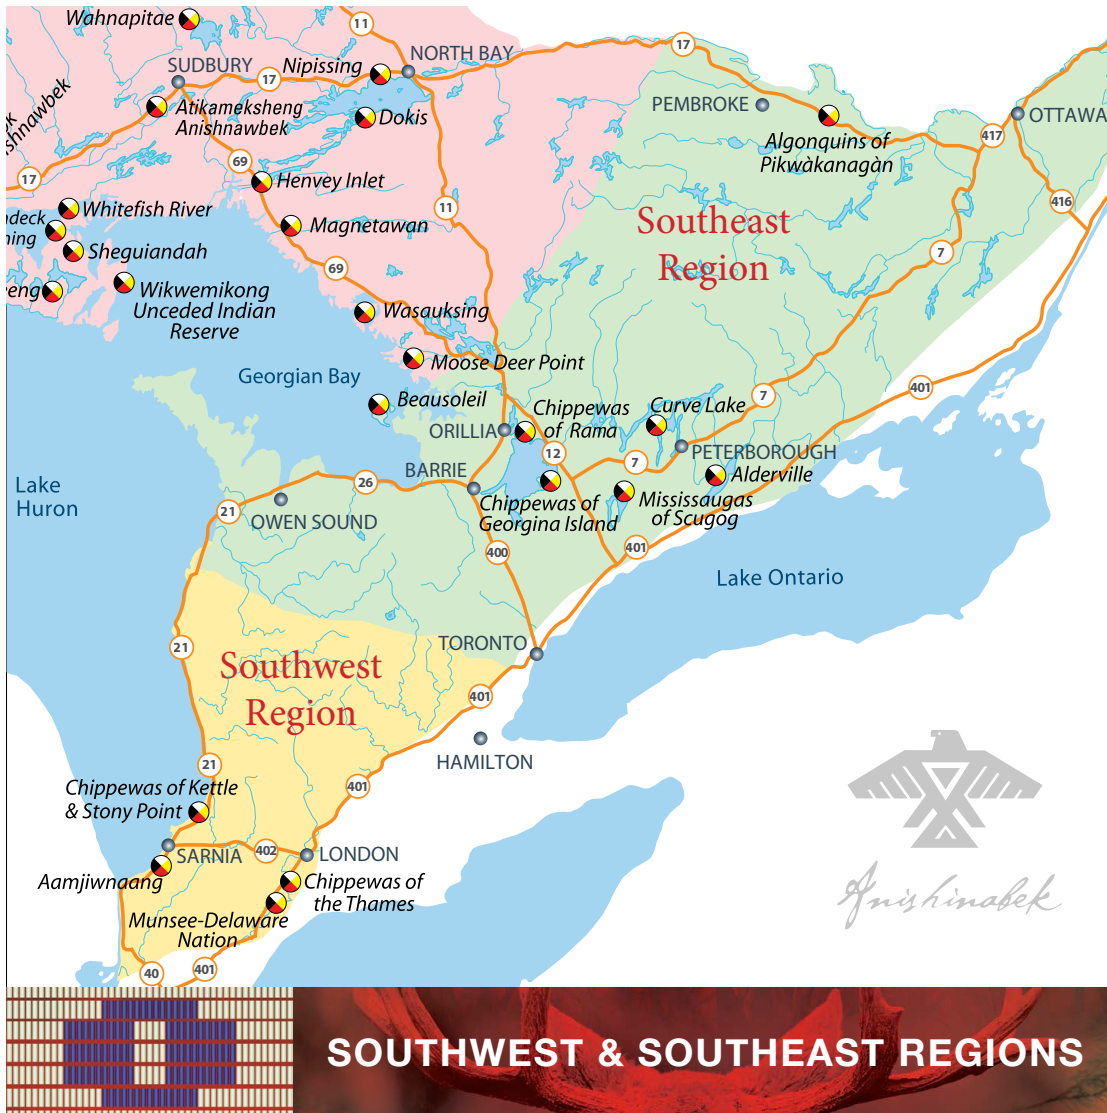 Wahnapitae
11
NORTH BAY
17
SUDBURY
Nipissing
17
Atikameksheng
Anishnawbek
Dokis
PEMBROKE
OTTAWA
Algonquins of
Pikwàkanagàn
417
shnawbek
69
Henvey Inlet
17
11
416
Whitefish River
Magnetawan
Southeast
Region
7
ndeck
ning
Sheguiandah
69
eng
Wikwemikong
Unceded Indian
Reserve
Wasauksing
Moose Deer Point
Georgian Bay
401
7
Beausoleil
Chippewas
of Rama
Curve Lake
ORILLIA
12
7
PETERBOROUGH
BARRIE
Alderville
26
Lake
Huron
21
OWEN SOUND
Chippewas of
Georgina Island
Mississaugas
of Scugog
400
401
Lake Ontario
21
TORONTO
Southwest
Region
401
HAMILTON
21
401
Chippewas of Kettle
& Stony Point
SARNIA
402
LONDON
Aamjiwnaang
Chippewas of
the Thames
Munsee-Delaware
Nation
40
401
Anishinabek
SOUTHWEST & SOUTHEAST REGIONS